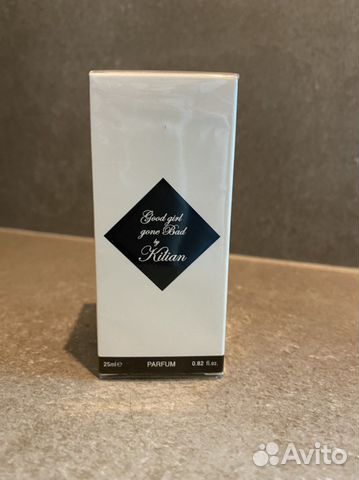 Good girl
gone Bad
by
Kilian
25ml℮ PARFUM 0.82 fl.oz.
Avito